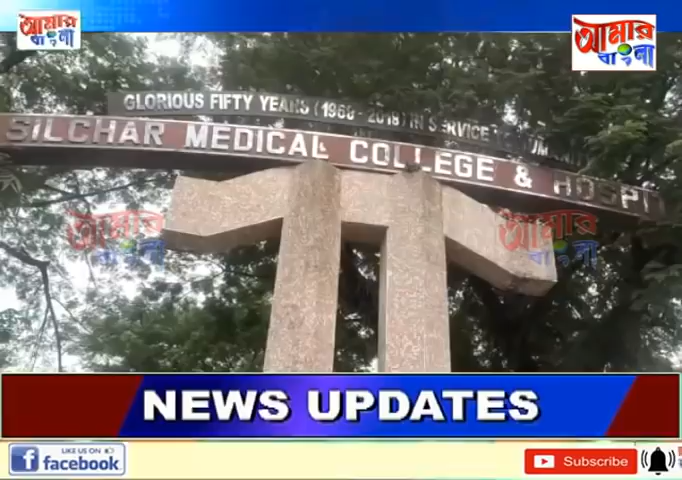 আমার
বাংলা
আমার
বাংলা
GLORIOUS FIFTY YEARS (1968 - 2018) IN SERVICE
SILCHAR MEDICAL COLLEGE & HOSPIT
আমার
বাংলা
আমার
বাংলা
NEWS UPDATES
LIKE US ON
facebook
Subscribe